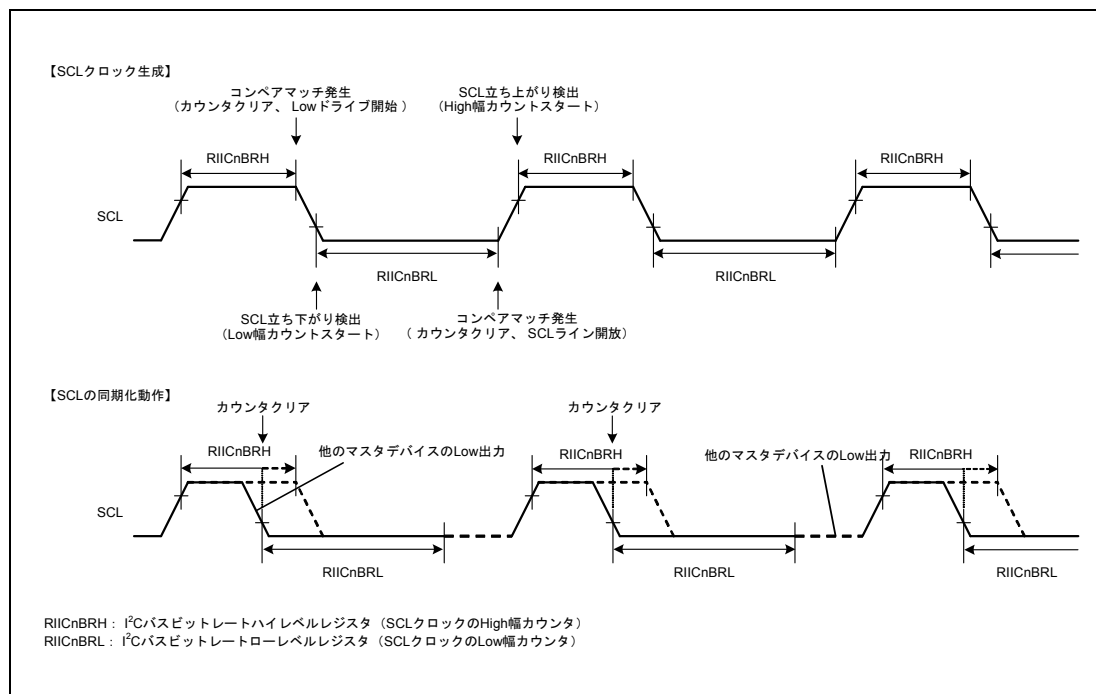 【SCLクロック生成】
コンペアマッチ発生
（カウンタクリア、 Lowドライブ開始 ）
SCL立ち上がり検出
（High幅カウントスタート）
RIICnBRH
RIICnBRH
RIICnBRH
SCL
RIICnBRL
RIICnBRL
SCL立ち下がり検出
（Low幅カウントスタート）
コンペアマッチ発生
（ カウンタクリア、 SCLライン開放）
【SCLの同期化動作】
カウンタクリア
カウンタクリア
RIICnBRH
他のマスタデバイスのLow出力
RIICnBRH
他のマスタデバイスのLow出力
RIICnBRH
SCL
RIICnBRL
RIICnBRL
RIICnBRL
RIICnBRH： I²Cバスビットレートハイレベルレジスタ（SCLクロックのHigh幅カウンタ）
RIICnBRL： I²Cバスビットレートローレベルレジスタ（SCLクロックのLow幅カウンタ）